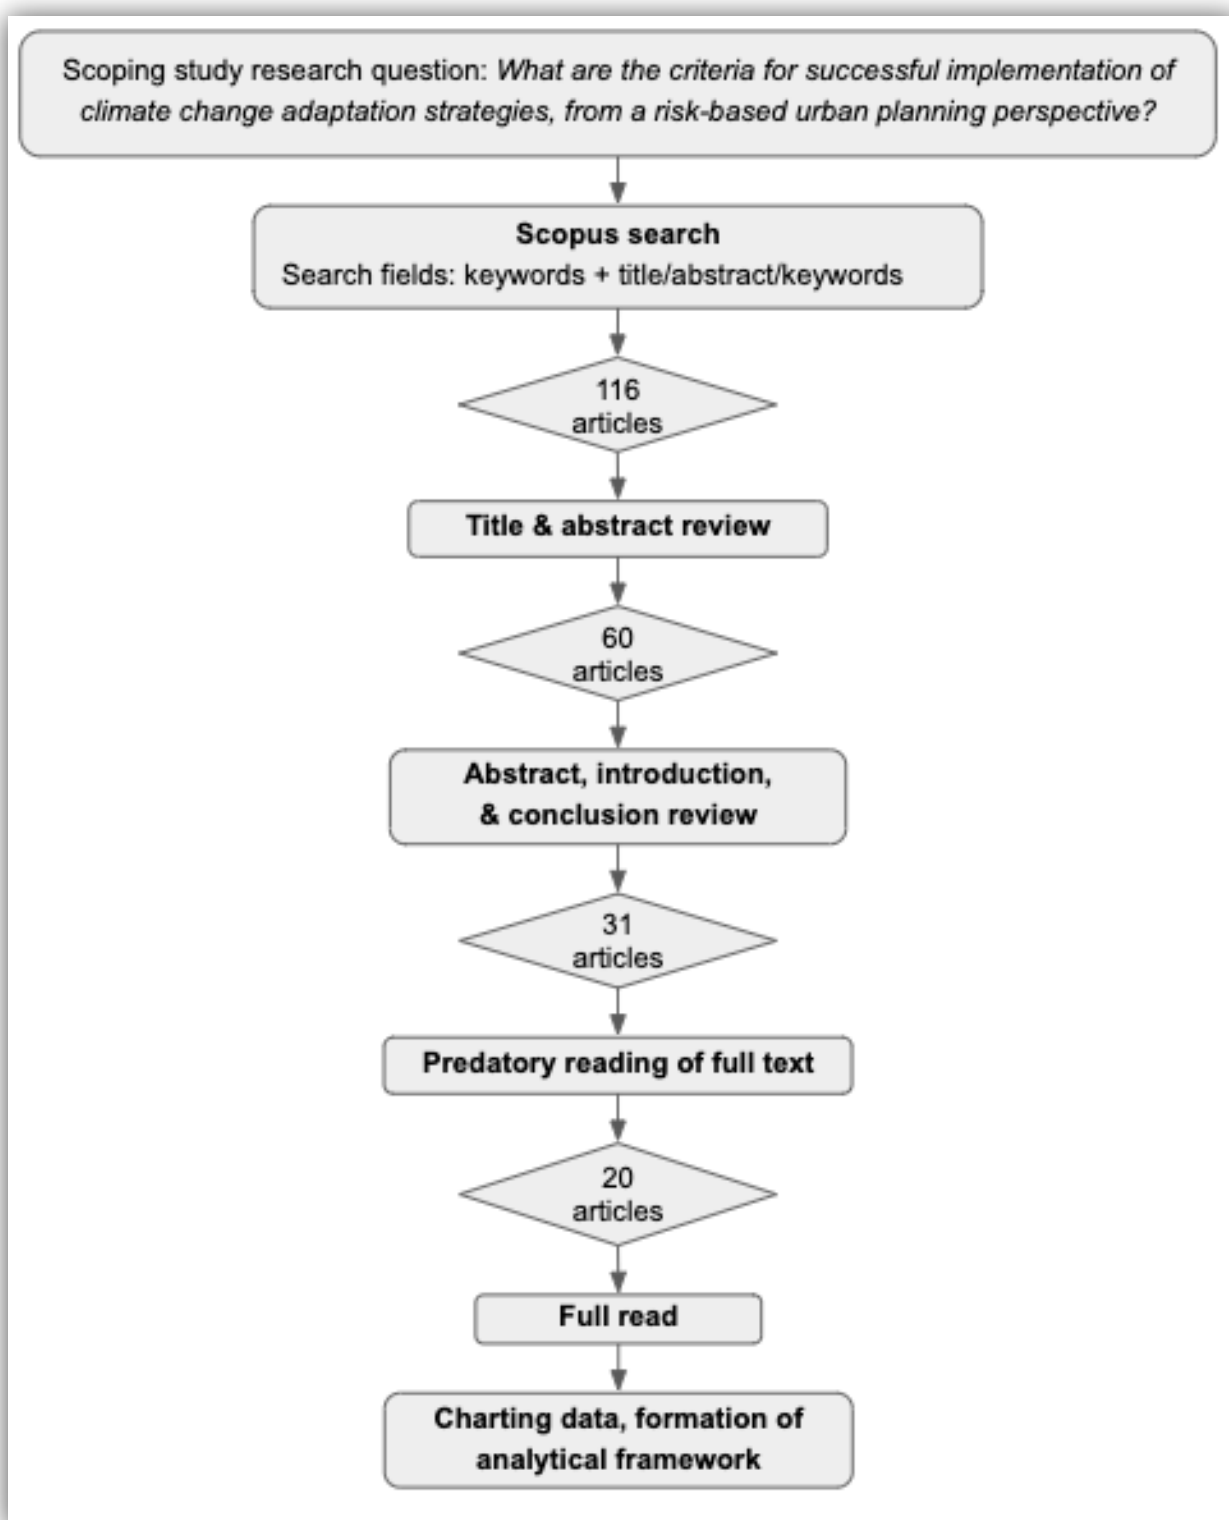 Scoping study research question: What are the criteria for successful implementation of
climate change adaptation strategies, from a risk-based urban planning perspective?
Scopus search
Search fields: keywords + title/abstract/keywords
116
articles
Title & abstract review
60
articles
Abstract, introduction,
& conclusion review
31
articles
Predatory reading of full text
20
articles
Full read
Charting data, formation of
analytical framework